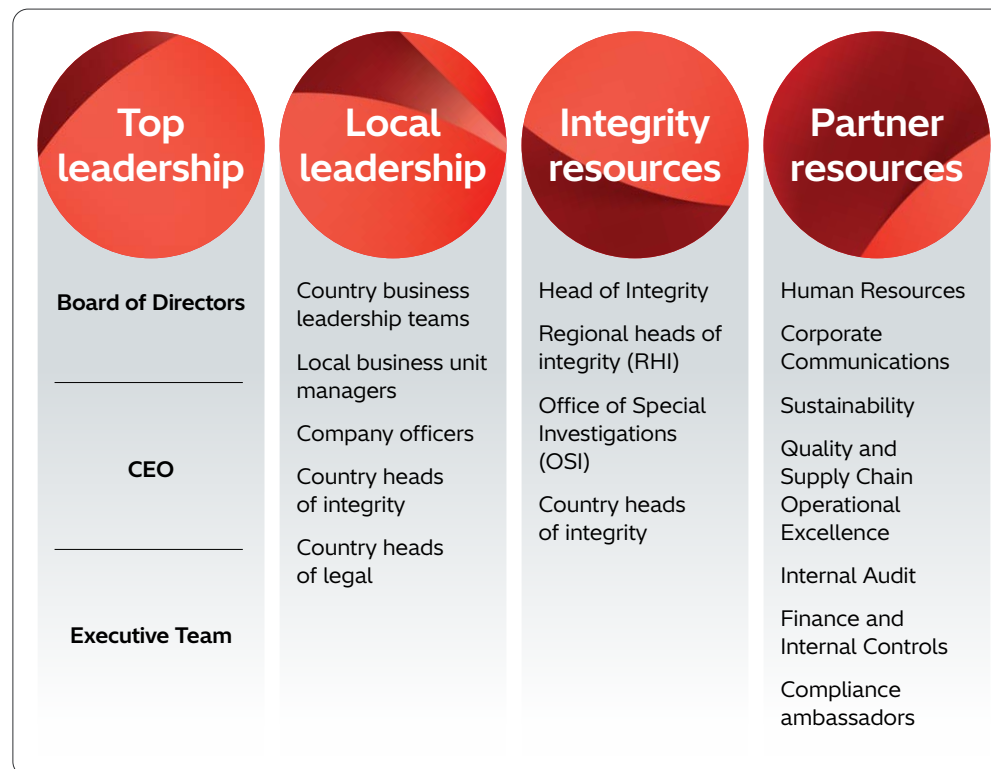 Top
leadership
Board of Directors
CEO
Executive Team
Local
leadership
Country business
leadership teams
Local business unit
managers
Company officers
Country heads
of integrity
Country heads
of legal
Integrity
resources
Head of Integrity
Regional heads of
integrity (RHI)
Office of Special
Investigations
(OSI)
Country heads
of integrity
Partner
resources
Human Resources
Corporate
Communications
Sustainability
Quality and
Supply Chain
Operational
Excellence
Internal Audit
Finance and
Internal Controls
Compliance
ambassadors